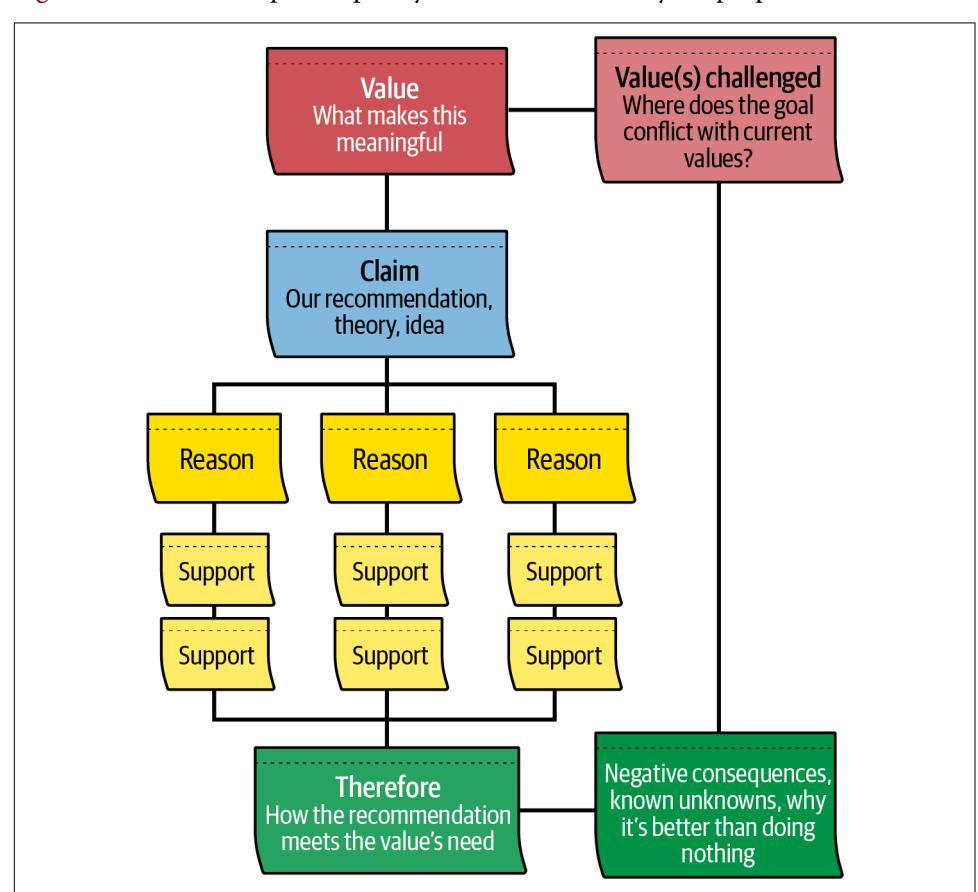 Value
What makes this
meaningful
Value(s) challenged
Where does the goal
conflict with current
values?
Claim
Our recommendation,
theory, idea
Reason
Reason
Reason
Support
Support
Support
Support
Support
Support
Therefore
How the recommendation
meets the value's need
Negative consequences,
known unknowns, why
it's better than doing
nothing